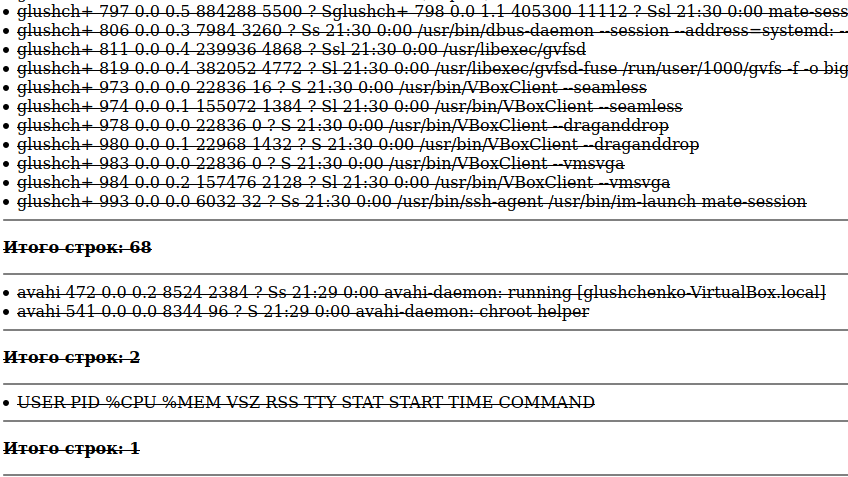 glushch+ 797 0.0 0.5 884288 5500 ? Sglushch+ 798 0.0 1.1 405300 11112 ? Ssl 21:30 0:00 mate-sess
glushch+ 806 0.0 0.3 7984 3260 ? Ss 21:30 0:00 /usr/bin/dbus-daemon --session --address=systemd: --
glushch+ 811 0.0 0.4 239936 4868 ? Ssl 21:30 0:00 /usr/libexec/gvfsd
glushch+ 819 0.0 0.4 382052 4772 ? Sl 21:30 0:00 /usr/libexec/gvfsd-fuse /run/user/1000/gvfs -f -o big
glushch+ 973 0.0 0.0 22836 16 ? S 21:30 0:00 /usr/bin/VBoxClient --seamless
glushch+ 974 0.0 0.1 155072 1384 ? Sl 21:30 0:00 /usr/bin/VBoxClient --seamless
glushch+ 978 0.0 0.0 22836 0 ? S 21:30 0:00 /usr/bin/VBoxClient --draganddrop
glushch+ 980 0.0 0.1 22968 1432 ? S 21:30 0:00 /usr/bin/VBoxClient --draganddrop
glushch+ 983 0.0 0.0 22836 0 ? S 21:30 0:00 /usr/bin/VBoxClient --vmsvga
glushch+ 984 0.0 0.2 157476 2128 ? Sl 21:30 0:00 /usr/bin/VBoxClient --vmsvga
glushch+ 993 0.0 0.0 6032 32 ? Ss 21:30 0:00 /usr/bin/ssh-agent /usr/bin/im-launch mate-session
Итого строк: 68
avahi 472 0.0 0.2 8524 2384 ? Ss 21:29 0:00 avahi-daemon: running [glushchenko-VirtualBox.local]
avahi 541 0.0 0.0 8344 96 ? S 21:29 0:00 avahi-daemon: chroot helper
Итого строк: 2
USER PID %CPU %MEM VSZ RSS TTY STAT START TIME COMMAND
Итого строк: 1